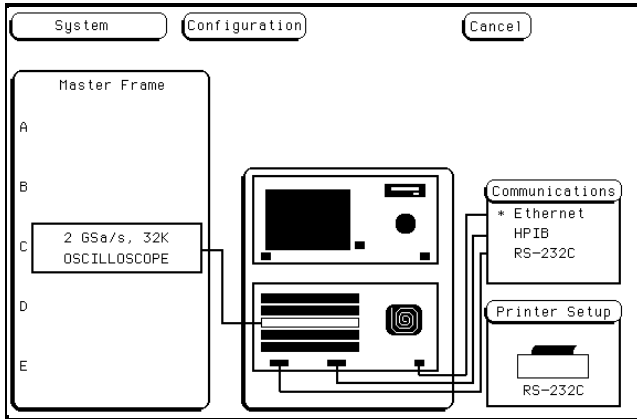 System
Configuration
Cancel
Master Frame
A
B
C
2 GSa/s, 32K
OSCILLOSCOPE
D
E
Communications
* Ethernet
HPIB
RS-232C
Printer Setup
RS-232C